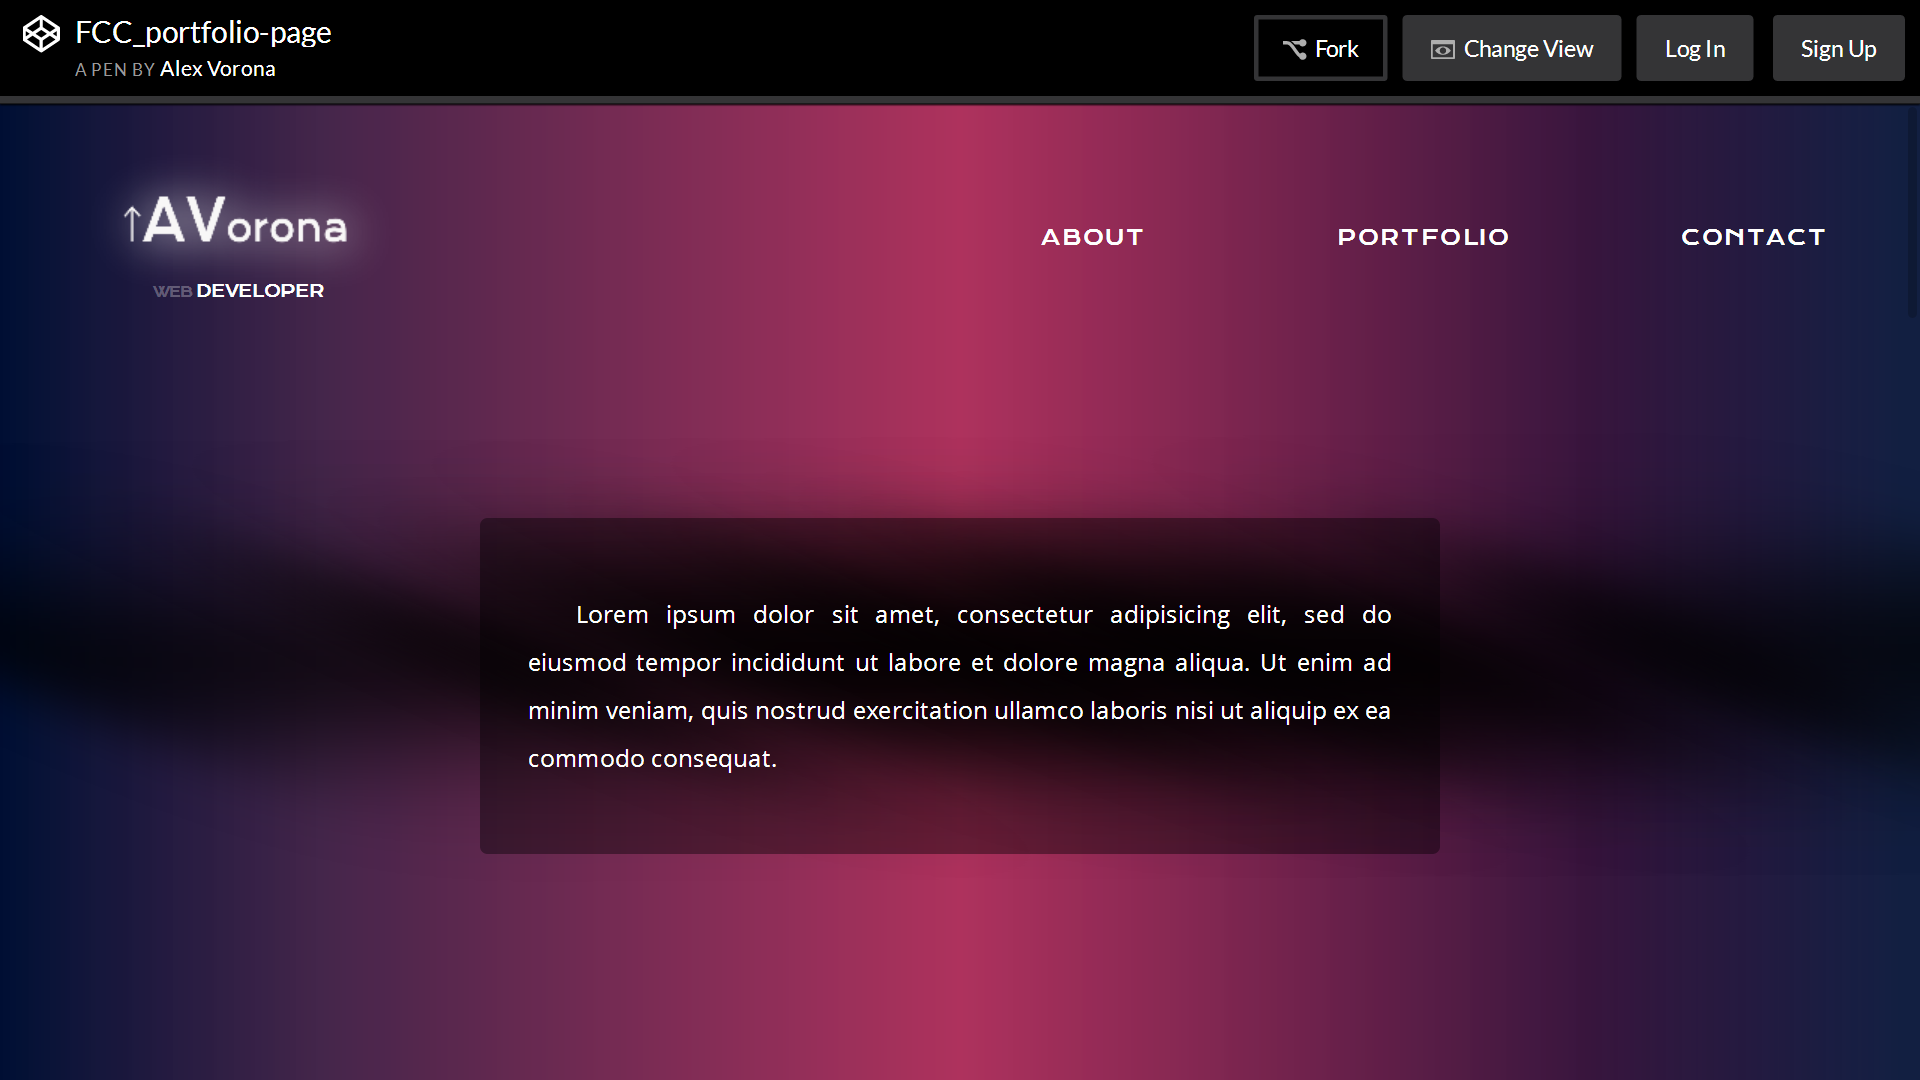 FCC_portfolio-page
A PEN BY Alex Vorona
Fork
Change View
Log In
Sign Up
↑AVorona
WEB DEVELOPER
ABOUT
PORTFOLIO
CONTACT
Lorem ipsum dolor sit amet, consectetur adipisicing elit, sed do
eiusmod tempor incididunt ut labore et dolore magna aliqua. Ut enim ad
minim veniam, quis nostrud exercitation ullamco laboris nisi ut aliquip ex ea
commodo consequat.